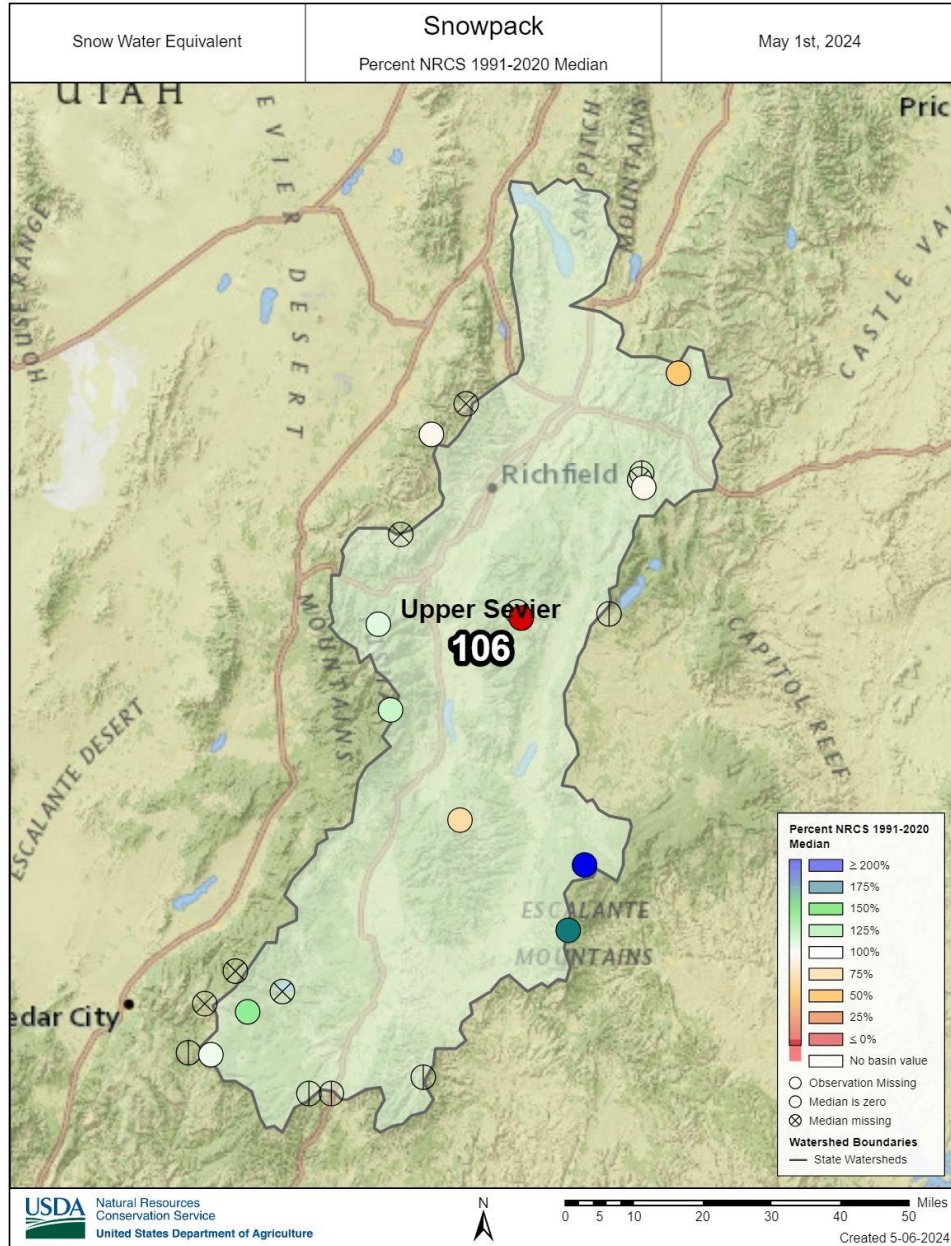 Snow Water Equivalent
Snowpack
Percent NRCS 1991-2020 Median
May 1st, 2024
UTAH
EVIER DESERT
SAN PITCH
MOUNTAINS
Pric
HOUSE RANGE
CASTLE VA
Richfield
Upper Sevier
106
MOUNTAINS
CAPITOL REEF
ESCALANTE DESERT
ESCALANTE
MOUNTAINS
edar City
Percent NRCS 1991-2020
Median
≥ 200%
175%
150%
125%
100%
75%
50%
25%
≤ 0%
No basin value
Observation Missing
Median is zero
Median missing
Watershed Boundaries
State Watersheds
USDA
Natural Resources
Conservation Service
United States Department of Agriculture
N
Miles
0 5 10 20 30 40 50
Created 5-06-2024